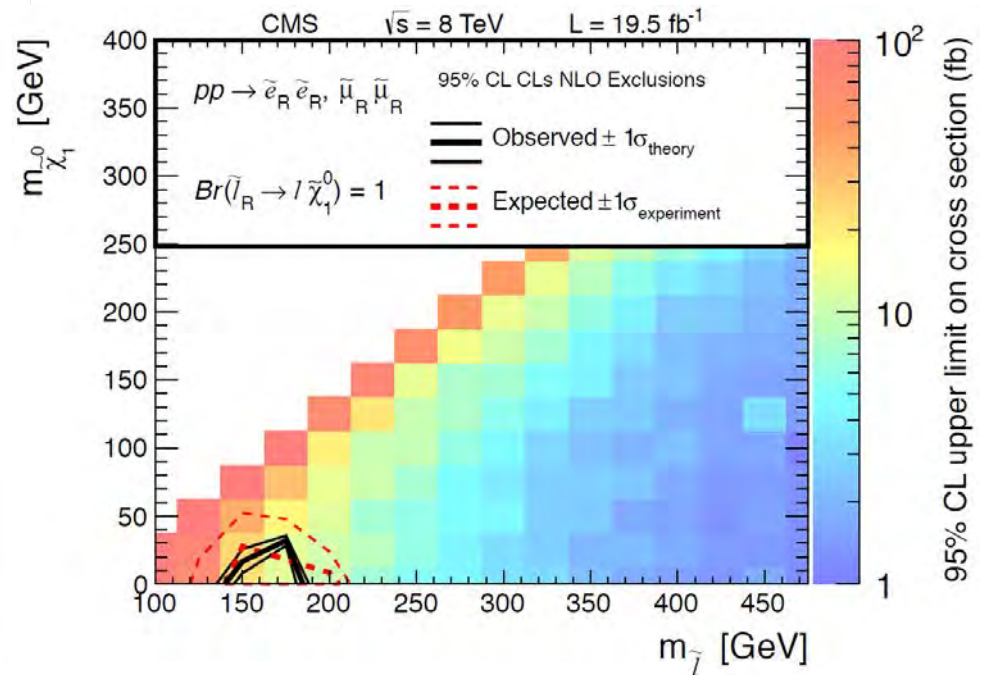 CMS √s = 8 TeV L = 19.5 fb⁻¹
m_χ̃₁⁰ [GeV]
400
350
300
250
200
150
100
50
0
pp → ẽ_R ẽ_R, μ̃_R μ̃_R
Br(l̃_R → l χ̃₁⁰) = 1
95% CL CLs NLO Exclusions
Observed ± 1σ_theory
Expected ±1σ_experiment
100 150 200 250 300 350 400 450
m_l̃ [GeV]
10²
10
1
95% CL upper limit on cross section (fb)